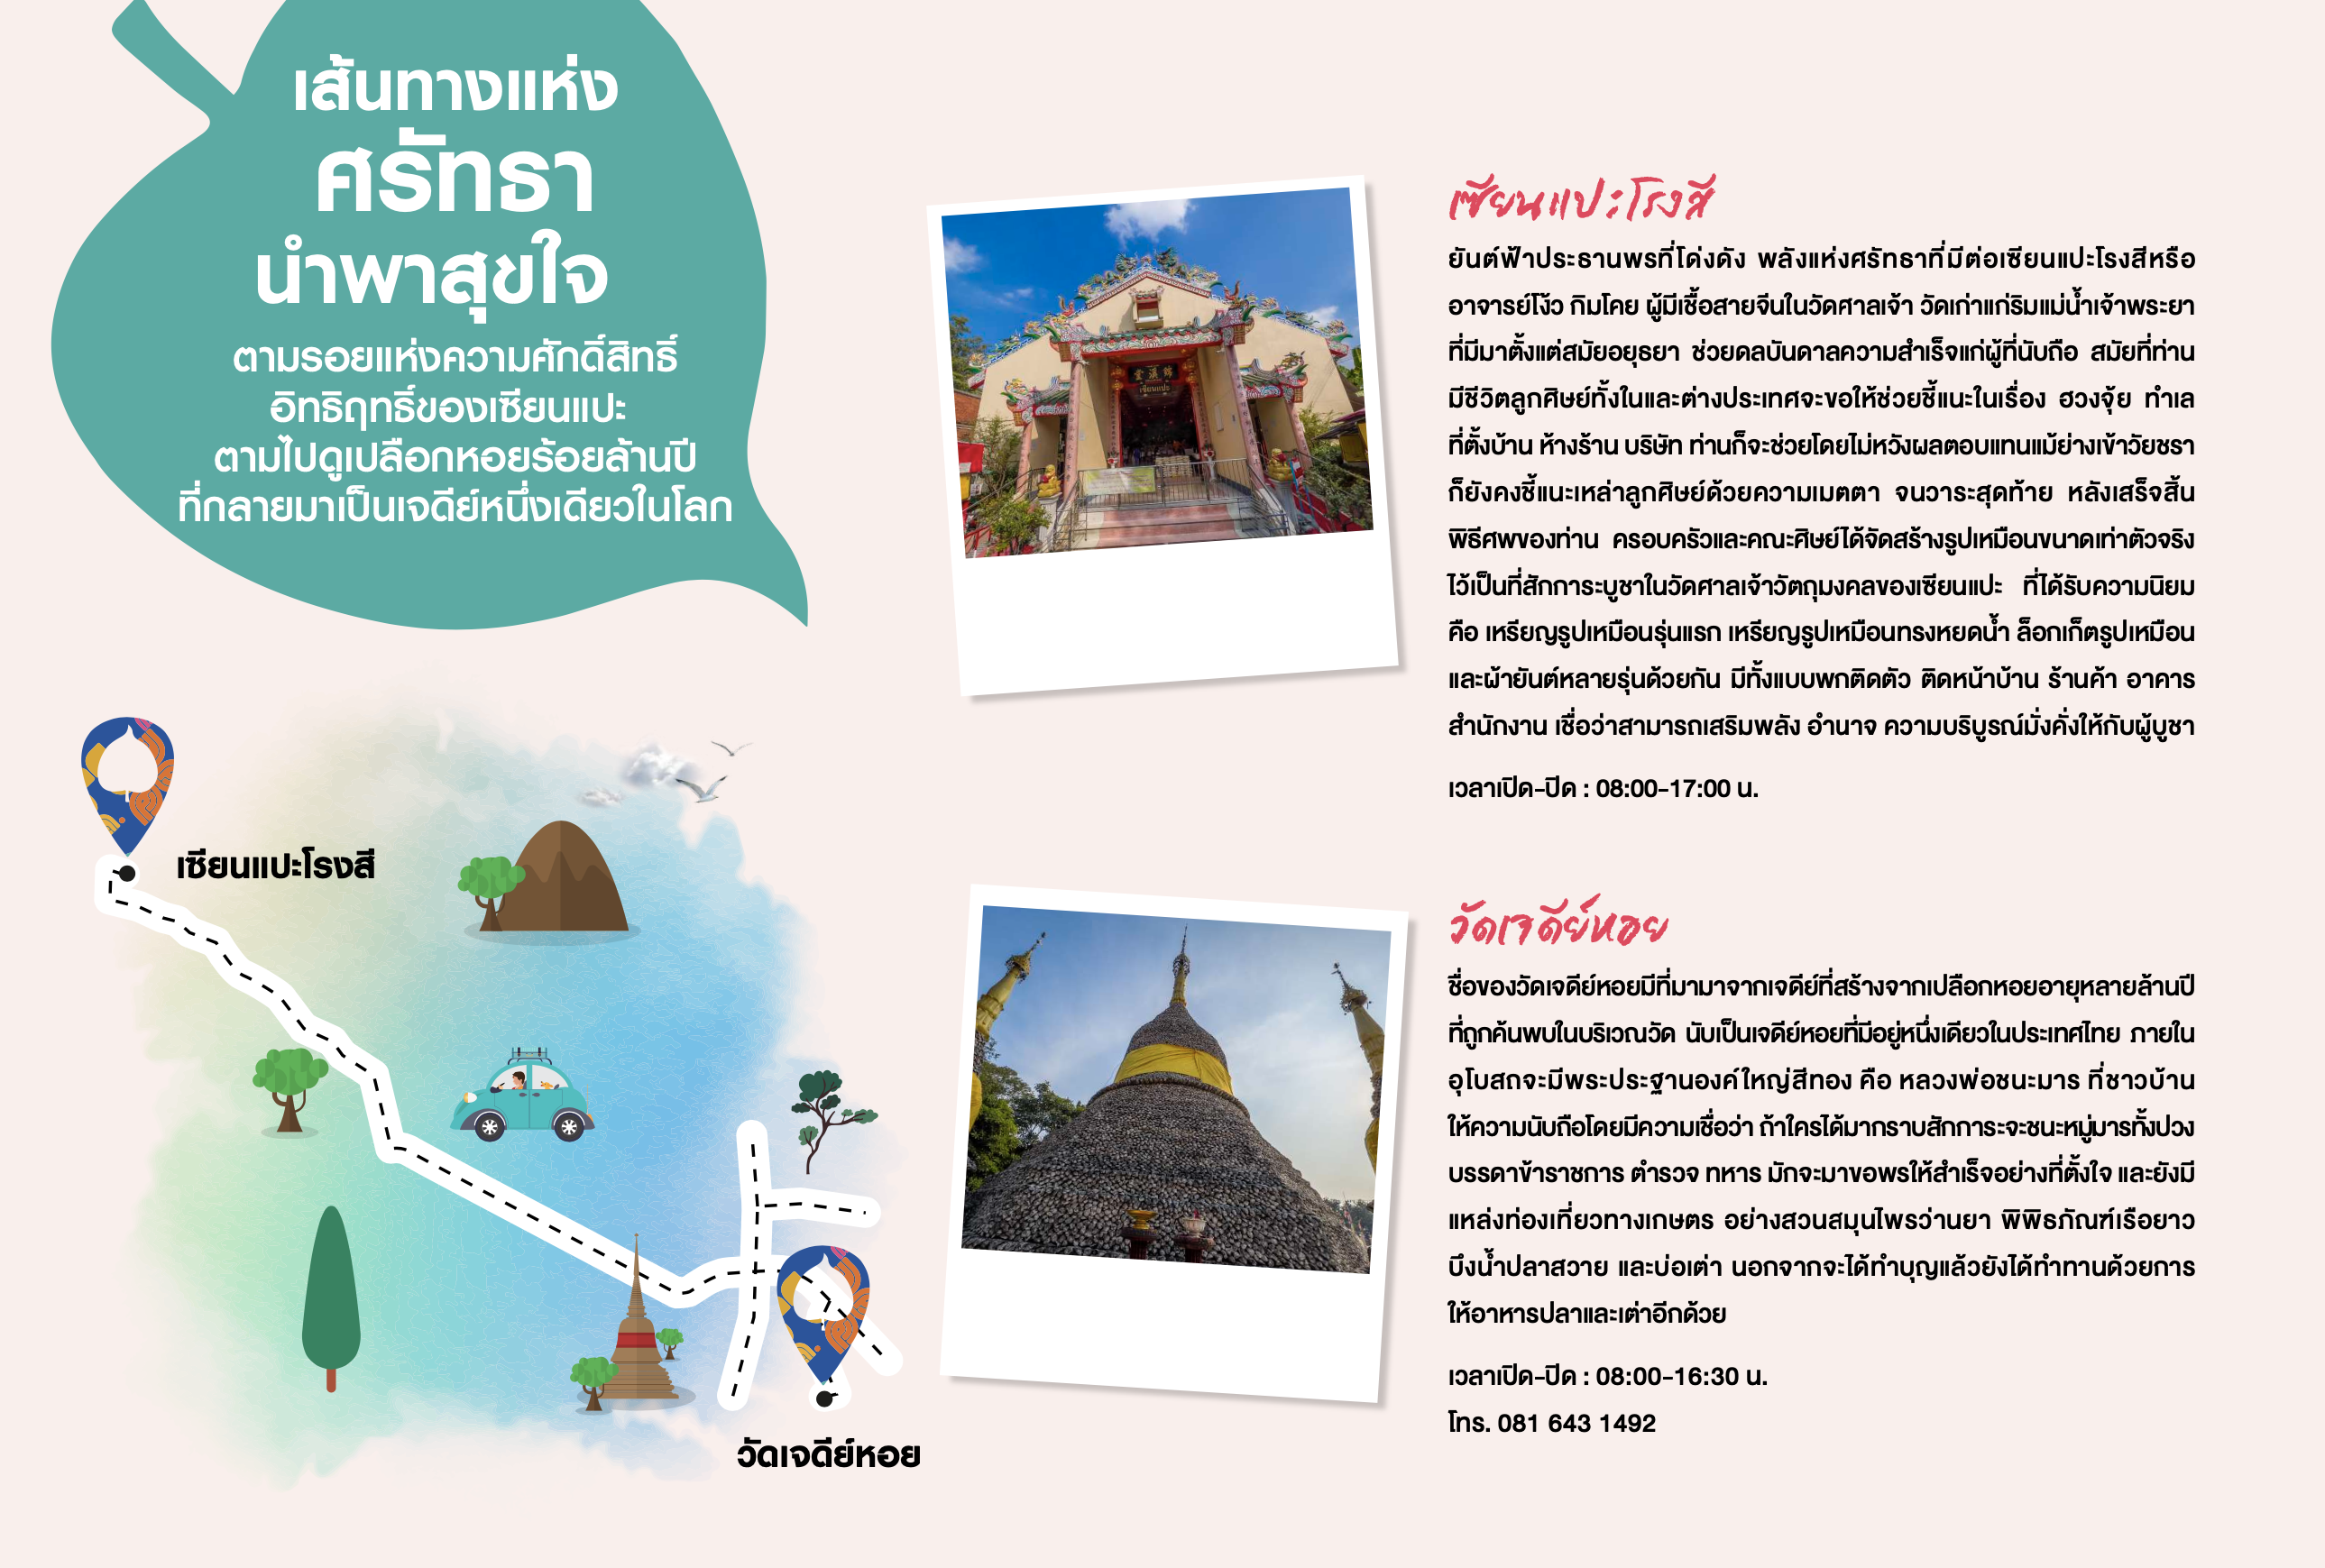 เส้นทางแห่ง
ศรัทธา
นำพาสุขใจ
ตามรอยแห่งความศักดิ์สิทธิ์
อิทธิฤทธิ์ของเซียนแปะ
ตามไปดูเปลือกหอยร้อยล้านปี
ที่กลายมาเป็นเจดีย์หนึ่งเดียวในโลก
เซียนแปะโรงสี
วัดเจดีย์หอย
เซียนแปะ
เซียนแปะโรงสี
ยันต์ฟ้าประธานพรที่โด่งดัง พลังแห่งศรัทธาที่มีต่อเซียนแปะโรงสีหรือ
อาจารย์โง้ว กิมโคย ผู้มีเชื้อสายจีนในวัดศาลเจ้า วัดเก่าแก่ริมแม่น้ำเจ้าพระยา
ที่มีมาตั้งแต่สมัยอยุธยา ช่วยดลบันดาลความสำเร็จแก่ผู้ที่นับถือ สมัยที่ท่าน
มีชีวิตลูกศิษย์ทั้งในและต่างประเทศจะขอให้ช่วยชี้แนะในเรื่อง ฮวงจุ้ย ทำเล
ที่ตั้งบ้าน ห้างร้าน บริษัท ท่านก็จะช่วยโดยไม่หวังผลตอบแทนแม้ย่างเข้าวัยชรา
ก็ยังคงชี้แนะเหล่าลูกศิษย์ด้วยความเมตตา จนวาระสุดท้าย หลังเสร็จสิ้น
พิธีศพของท่าน ครอบครัวและคณะศิษย์ได้จัดสร้างรูปเหมือนขนาดเท่าตัวจริง
ไว้เป็นที่สักการะบูชาในวัดศาลเจ้าวัตถุมงคลของเซียนแปะ ที่ได้รับความนิยม
คือ เหรียญรูปเหมือนรุ่นแรก เหรียญรูปเหมือนทรงหยดน้ำ ล็อกเก็ตรูปเหมือน
และผ้ายันต์หลายรุ่นด้วยกัน มีทั้งแบบพกติดตัว ติดหน้าบ้าน ร้านค้า อาคาร
สำนักงาน เชื่อว่าสามารถเสริมพลัง อำนาจ ความบริบูรณ์มั่งคั่งให้กับผู้บูชา
เวลาเปิด-ปิด : 08:00-17:00 น.
วัดเจดีย์หอย
ชื่อของวัดเจดีย์หอยมีที่มามาจากเจดีย์ที่สร้างจากเปลือกหอยอายุหลายล้านปี
ที่ถูกค้นพบในบริเวณวัด นับเป็นเจดีย์หอยที่มีอยู่หนึ่งเดียวในประเทศไทย ภายใน
อุโบสถจะมีพระประฐานองค์ใหญ่สีทอง คือ หลวงพ่อชนะมาร ที่ชาวบ้าน
ให้ความนับถือโดยมีความเชื่อว่า ถ้าใครได้มากราบสักการะจะชนะหมู่มารทั้งปวง
บรรดาข้าราชการ ตำรวจ ทหาร มักจะมาขอพรให้สำเร็จอย่างที่ตั้งใจ และยังมี
แหล่งท่องเที่ยวทางเกษตร อย่างสวนสมุนไพรว่านยา พิพิธภัณฑ์เรือยาว
บึงน้ำปลาสวาย และบ่อเต่า นอกจากจะได้ทำบุญแล้วยังได้ทำทานด้วยการ
ให้อาหารปลาและเต่าอีกด้วย
เวลาเปิด-ปิด : 08:00-16:30 น.
โทร. 081 643 1492